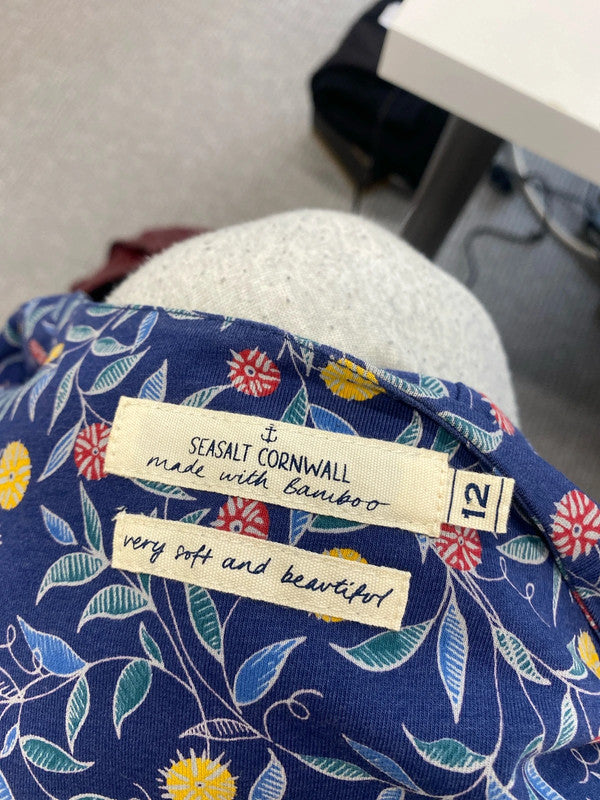 SEASALT CORNWALL
made with Bamboo
12
very soft and beautiful